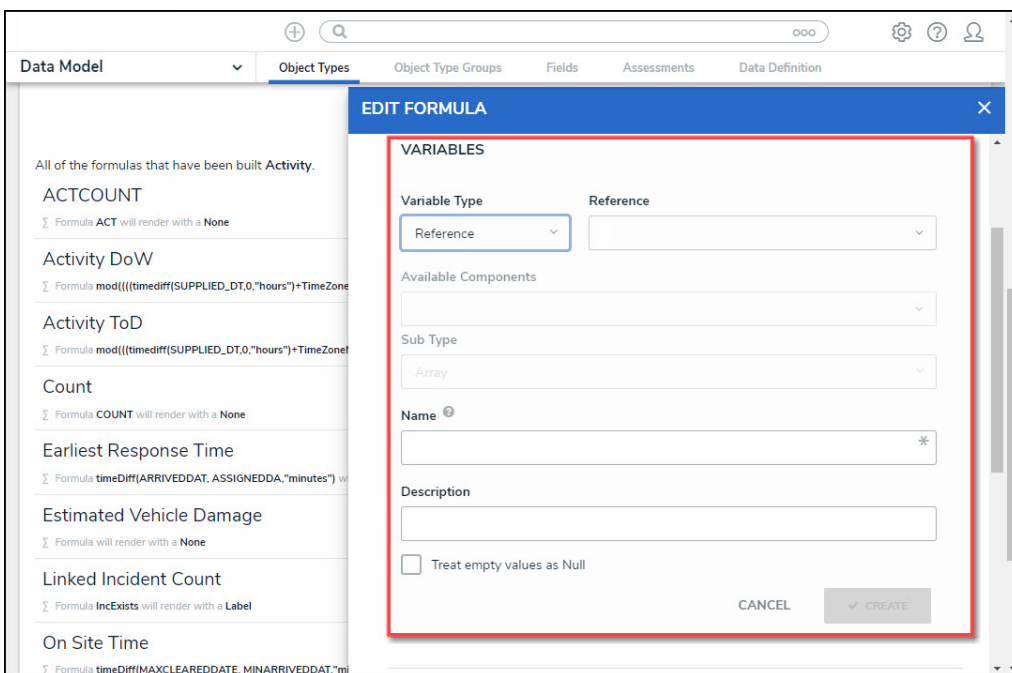 Data Model
Object Types
Object Type Groups
Fields
Assessments
Data Definition
EDIT FORMULA
All of the formulas that have been built Activity.
ACTCOUNT
∑ Formula ACT will render with a None
Activity DoW
∑ Formula mod((((timediff(SUPPLIED_DT,0,"hours")+TimeZone
Activity ToD
∑ Formula mod(((timediff(SUPPLIED_DT,0,"hours")+TimeZone
Count
∑ Formula COUNT will render with a None
Earliest Response Time
∑ Formula timeDiff(ARRIVEDDAT, ASSIGNEDDA,"minutes") w
Estimated Vehicle Damage
∑ Formula will render with a None
Linked Incident Count
∑ Formula IncExists will render with a Label
On Site Time
∑ Formula timeDiff(MAXCLEAREDDATE, MINARRIVEDDAT,"mi
VARIABLES
Variable Type
Reference
Reference
Available Components
Sub Type
Array
Name
Description
Treat empty values as Null
CANCEL
CREATE